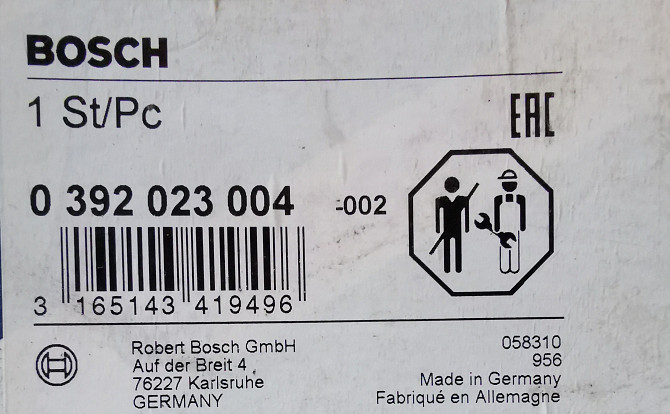 BOSCH
1 St/Pc
EAC
0 392 023 004 -002
3 165143 419496
Robert Bosch GmbH
Auf der Breit 4
76227 Karlsruhe
GERMANY
058310
956
Made in Germany
Fabriqué en Allemagne